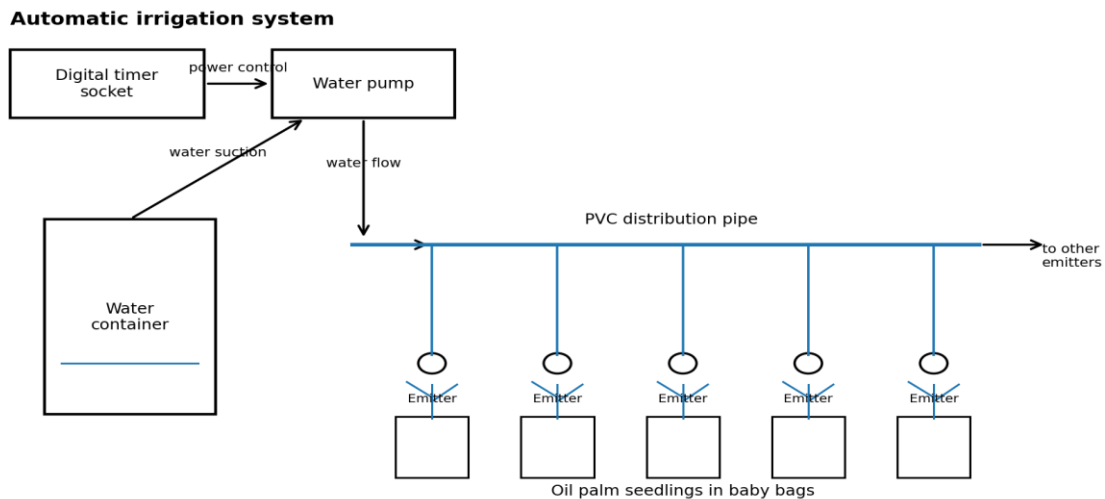 Automatic irrigation system
Digital timer
socket
power control
Water pump
water suction
water flow
PVC distribution pipe
to other
emitters
Water
container
Emitter
Emitter
Emitter
Emitter
Emitter
Oil palm seedlings in baby bags